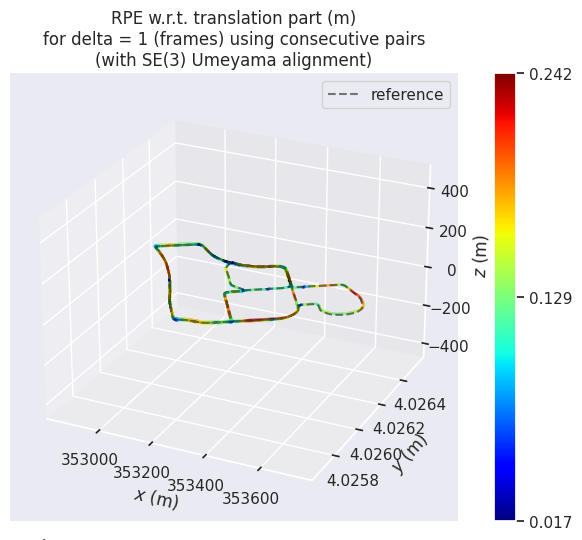 RPE w.r.t. translation part (m)
for delta = 1 (frames) using consecutive pairs
(with SE(3) Umeyama alignment)
reference
0.242
0.129
0.017
400
200
0
−200
−400
z (m)
4.0264
4.0262
4.0260
4.0258
y (m)
353000
353200
353400
353600
x (m)